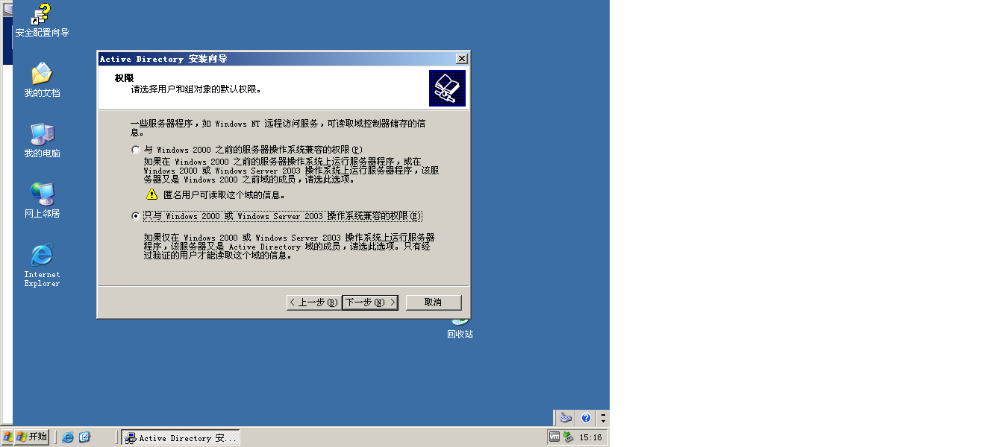 安全配置向导
我的文档
我的电脑
网上邻居
Internet
Explorer
Active Directory 安装向导
权限
请选择用户和组对象的默认权限。
一些服务器程序，如 Windows NT 远程访问服务，可读取域控制器储存的信
息。
与 Windows 2000 之前的服务器操作系统兼容的权限(P)
如果在 Windows 2000 之前的服务器操作系统上运行服务器程序，或在
Windows 2000 或 Windows Server 2003 操作系统上运行服务器程序，该服
务器又是 Windows 2000 之前域的成员，请选此选项。
匿名用户可读取这个域的信息。
只与 Windows 2000 或 Windows Server 2003 操作系统兼容的权限(E)
如果仅在 Windows 2000 或 Windows Server 2003 操作系统上运行服务器
程序，该服务器又是 Active Directory 域的成员，请选此选项。只有经
过验证的用户才能读取这个域的信息。
< 上一步(B) 下一步(N) > 取消
回收站
开始 Active Directory 安... vm 15:16